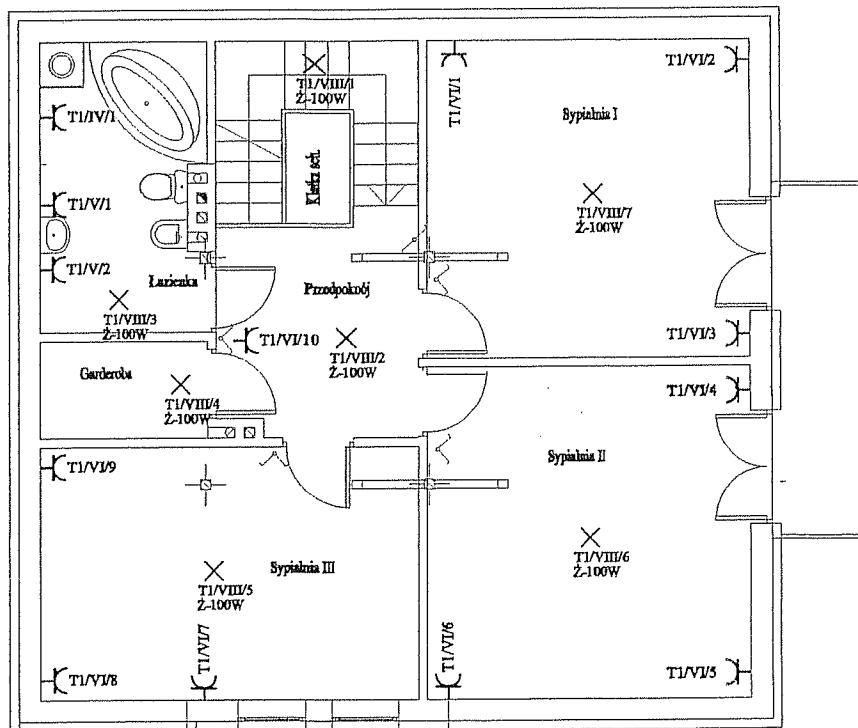 T1/VIII/1
Ż-100W
T1/VI/1
T1/VI/2
Sypialnia I
T1/IV/1
Klatka sch.
T1/V/1
T1/VIII/7
Ż-100W
T1/V/2
Łazienka
Przedpokój
T1/VIII/3
Ż-100W
T1/VI/10
T1/VIII/2
Ż-100W
T1/VI/3
Garderoba
T1/VIII/4
Ż-100W
T1/VI/4
T1/VI/9
Sypialnia II
T1/VIII/6
Ż-100W
Sypialnia III
T1/VIII/5
Ż-100W
T1/VI/7
T1/VI/6
T1/VI/8
T1/VI/5